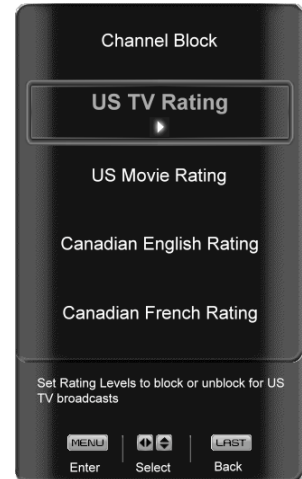 Channel Block
US TV Rating
US Movie Rating
Canadian English Rating
Canadian French Rating
Set Rating Levels to block or unblock for US
TV broadcasts
MENU LAST
Enter Select Back